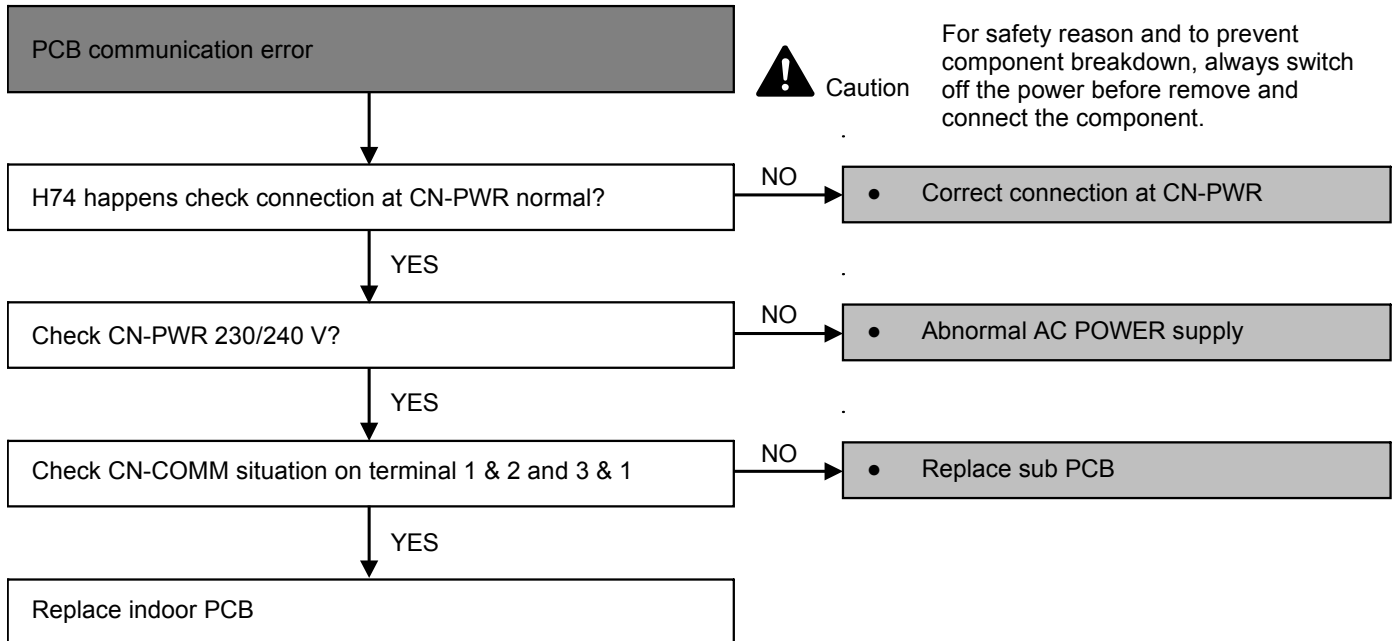 PCB communication error
Caution
For safety reason and to prevent
component breakdown, always switch
off the power before remove and
connect the component.
H74 happens check connection at CN-PWR normal?
NO
● Correct connection at CN-PWR
YES
Check CN-PWR 230/240 V?
NO
● Abnormal AC POWER supply
YES
Check CN-COMM situation on terminal 1 & 2 and 3 & 1
NO
● Replace sub PCB
YES
Replace indoor PCB